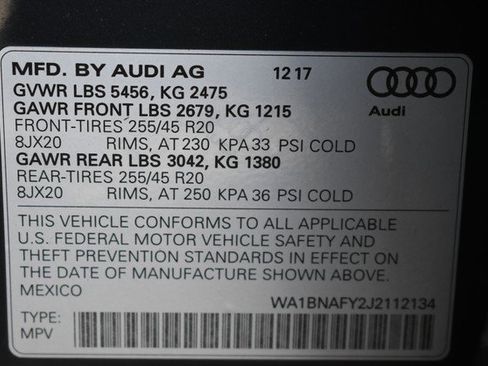 MFD. BY AUDI AG 12 17
GVWR LBS 5456, KG 2475
GAWR FRONT LBS 2679, KG 1215
FRONT-TIRES 255/45 R20
8JX20 RIMS, AT 230 KPA 33 PSI COLD
GAWR REAR LBS 3042, KG 1380
REAR-TIRES 255/45 R20
8JX20 RIMS, AT 250 KPA 36 PSI COLD
Audi
THIS VEHICLE CONFORMS TO ALL APPLICABLE
U.S. FEDERAL MOTOR VEHICLE SAFETY AND
THEFT PREVENTION STANDARDS IN EFFECT ON THE
DATE OF MANUFACTURE SHOWN ABOVE.
MEXICO WA1BNAFY2J2112134
TYPE:
MPV